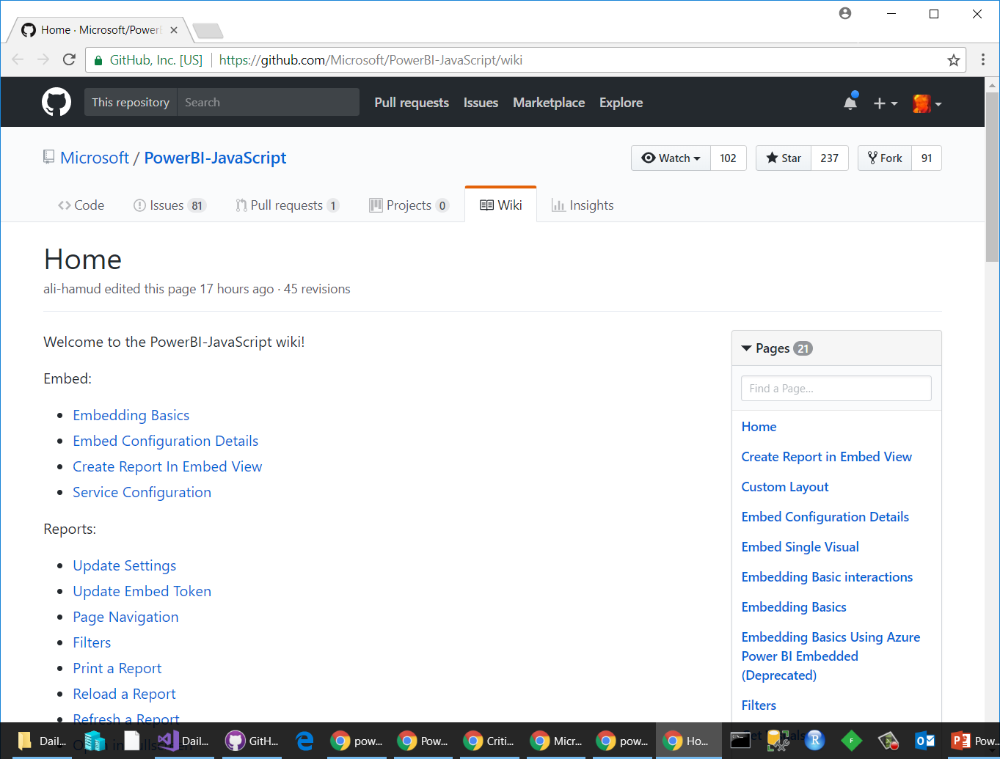 Home · Microsoft/Power
GitHub, Inc. [US] https://github.com/Microsoft/PowerBI-JavaScript/wiki
This repository Search Pull requests Issues Marketplace Explore
Microsoft / PowerBI-JavaScript
Watch 102 Star 237 Fork 91
Code Issues 81 Pull requests 1 Projects 0 Wiki Insights
Home
ali-hamud edited this page 17 hours ago · 45 revisions
Welcome to the PowerBI-JavaScript wiki!
Embed:
Embedding Basics
Embed Configuration Details
Create Report In Embed View
Service Configuration
Reports:
Update Settings
Update Embed Token
Page Navigation
Filters
Print a Report
Reload a Report
Refresh a Report
Pages 21
Find a Page...
Home
Create Report in Embed View
Custom Layout
Embed Configuration Details
Embed Single Visual
Embedding Basic interactions
Embedding Basics
Embedding Basics Using Azure
Power BI Embedded
(Deprecated)
Filters
Dail... Dail... GitH... pow... Pow... Criti... Micr... pow... Ho... Pow...